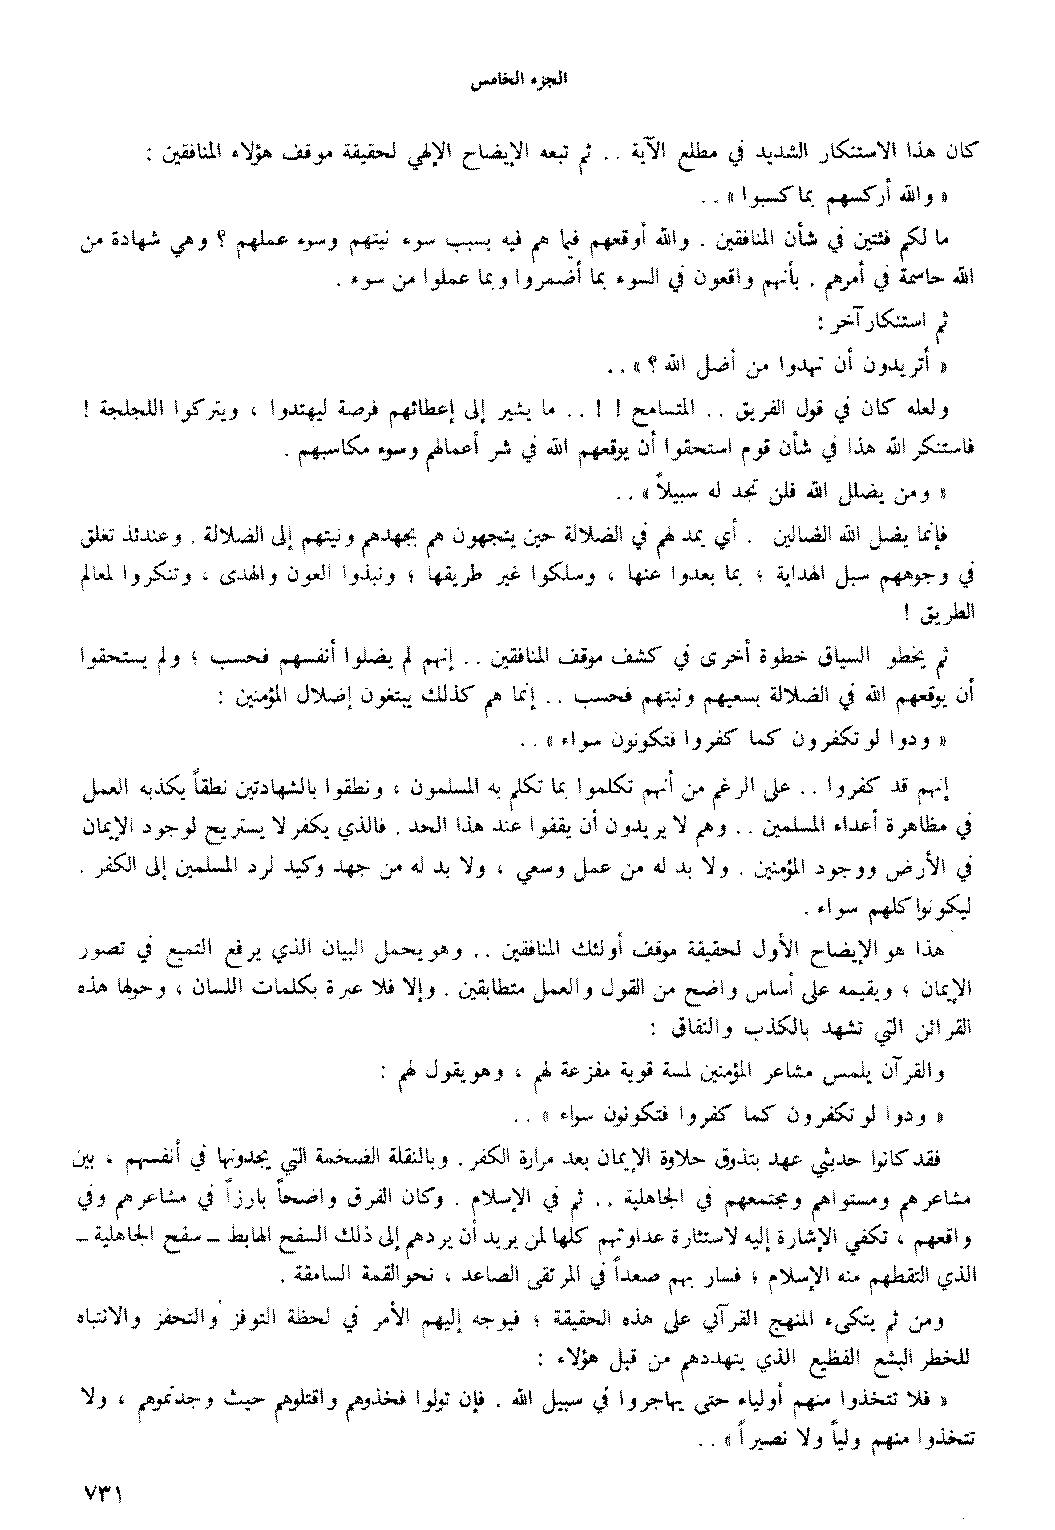 الجزء الخامس
كان هذا الاستنكار الشديد في مطلع الآية .. ثم تبعه الإيضاح الإلهي لحقيقة موقف هؤلاء المنافقين :
« والله أركسهم بما كسبوا » ..
ما لكم فئتين في شأن المنافقين . والله أوقعهم فيما هم فيه بسبب سوء نيتهم وسوء عملهم ؟ وهي شهادة من
الله حاسمة في أمرهم . بأنهم واقعون في السوء بما أضمروا وبما عملوا من سوء .
ثم استنكار آخر :
« أتريدون أن تهدوا من أضل الله ؟ » ..
ولعله كان في قول الفريق .. المتسامح ! ! .. ما يشير إلى إعطائهم فرصة ليهتدوا ، ويتركوا اللجلجة !
فاستنكر الله هذا في شأن قوم استحقوا أن يوقعهم الله في شر أعمالهم وسوء مكاسبهم .
« ومن يضلل الله فلن تجد له سبيلاً » ..
فإنما يضل الله الضالين . أي يمد لهم في الضلالة حين يتجهون هم بجهدهم ونيتهم إلى الضلالة . وعندئذ تغلق
في وجوههم سبل الهداية ؛ بما بعدوا عنها ، وسلكوا غير طريقها ؛ ونبذوا العون والهدى ، وتنكروا لمعالم
الطريق !
ثم يخطو السياق خطوة أخرى في كشف موقف المنافقين .. إنهم لم يضلوا أنفسهم فحسب ؛ ولم يستحقوا
أن يوقعهم الله في الضلالة بسعيهم ونيتهم فحسب .. إنما هم كذلك يبتغون إضلال المؤمنين :
« ودوا لو تكفرون كما كفروا فتكونون سواء » ..
إنهم قد كفروا .. على الرغم من أنهم تكلموا بما تكلم به المسلمون ، ونطقوا بالشهادتين نطقاً يكذبه العمل
في مظاهرة أعداء المسلمين .. وهم لا يريدون أن يقفوا عند هذا الحد . فالذي يكفر لا يستريح لوجود الإيمان
في الأرض ووجود المؤمنين . ولا بد له من عمل وسعي ، ولا بد له من جهد وكيد لرد المسلمين إلى الكفر .
ليكونوا كلهم سواء .
هذا هو الإيضاح الأول لحقيقة موقف أولئك المنافقين .. وهو يحمل البيان الذي يرفع التميع في تصور
الإيمان ؛ ويقيمه على أساس واضح من القول والعمل متطابقين . وإلا فلا عبرة بكلمات اللسان ، وحولها هذه
القرائن التي تشهد بالكذب والنفاق :
والقرآن يلمس مشاعر المؤمنين لمسة قوية مفزعة لهم ، وهو يقول لهم :
« ودوا لو تكفرون كما كفروا فتكونون سواء » ..
فقد كانوا حديثي عهد بتذوق حلاوة الإيمان بعد مرارة الكفر . وبالنقلة الضخمة التي يجدونها في أنفسهم ، بين
مشاعرهم ومستواهم ومجتمعهم في الجاهلية .. ثم في الإسلام . وكان الفرق واضحاً بارزاً في مشاعرهم وفي
واقعهم ، تكفي الإشارة إليه لاستثارة عداوتهم كلها لمن يريد أن يردهم إلى ذلك السفح الهابط ــ سفح الجاهلية ــ
الذي التقطهم منه الإسلام ؛ فسار بهم صعداً في المرتقى الصاعد ، نحو القمة السامقة .
ومن ثم يتكىء المنهج القرآني على هذه الحقيقة ؛ فيوجه إليهم الأمر في لحظة التوفز والتحفز والانتباه
للخطر البشع الفظيع الذي يتهددهم من قبل هؤلاء :
« فلا تتخذوا منهم أولياء حتى يهاجروا في سبيل الله . فإن تولوا فخذوهم واقتلوهم حيث وجدتموهم ، ولا
تتخذوا منهم ولياً ولا نصيراً » ..
٧٣١